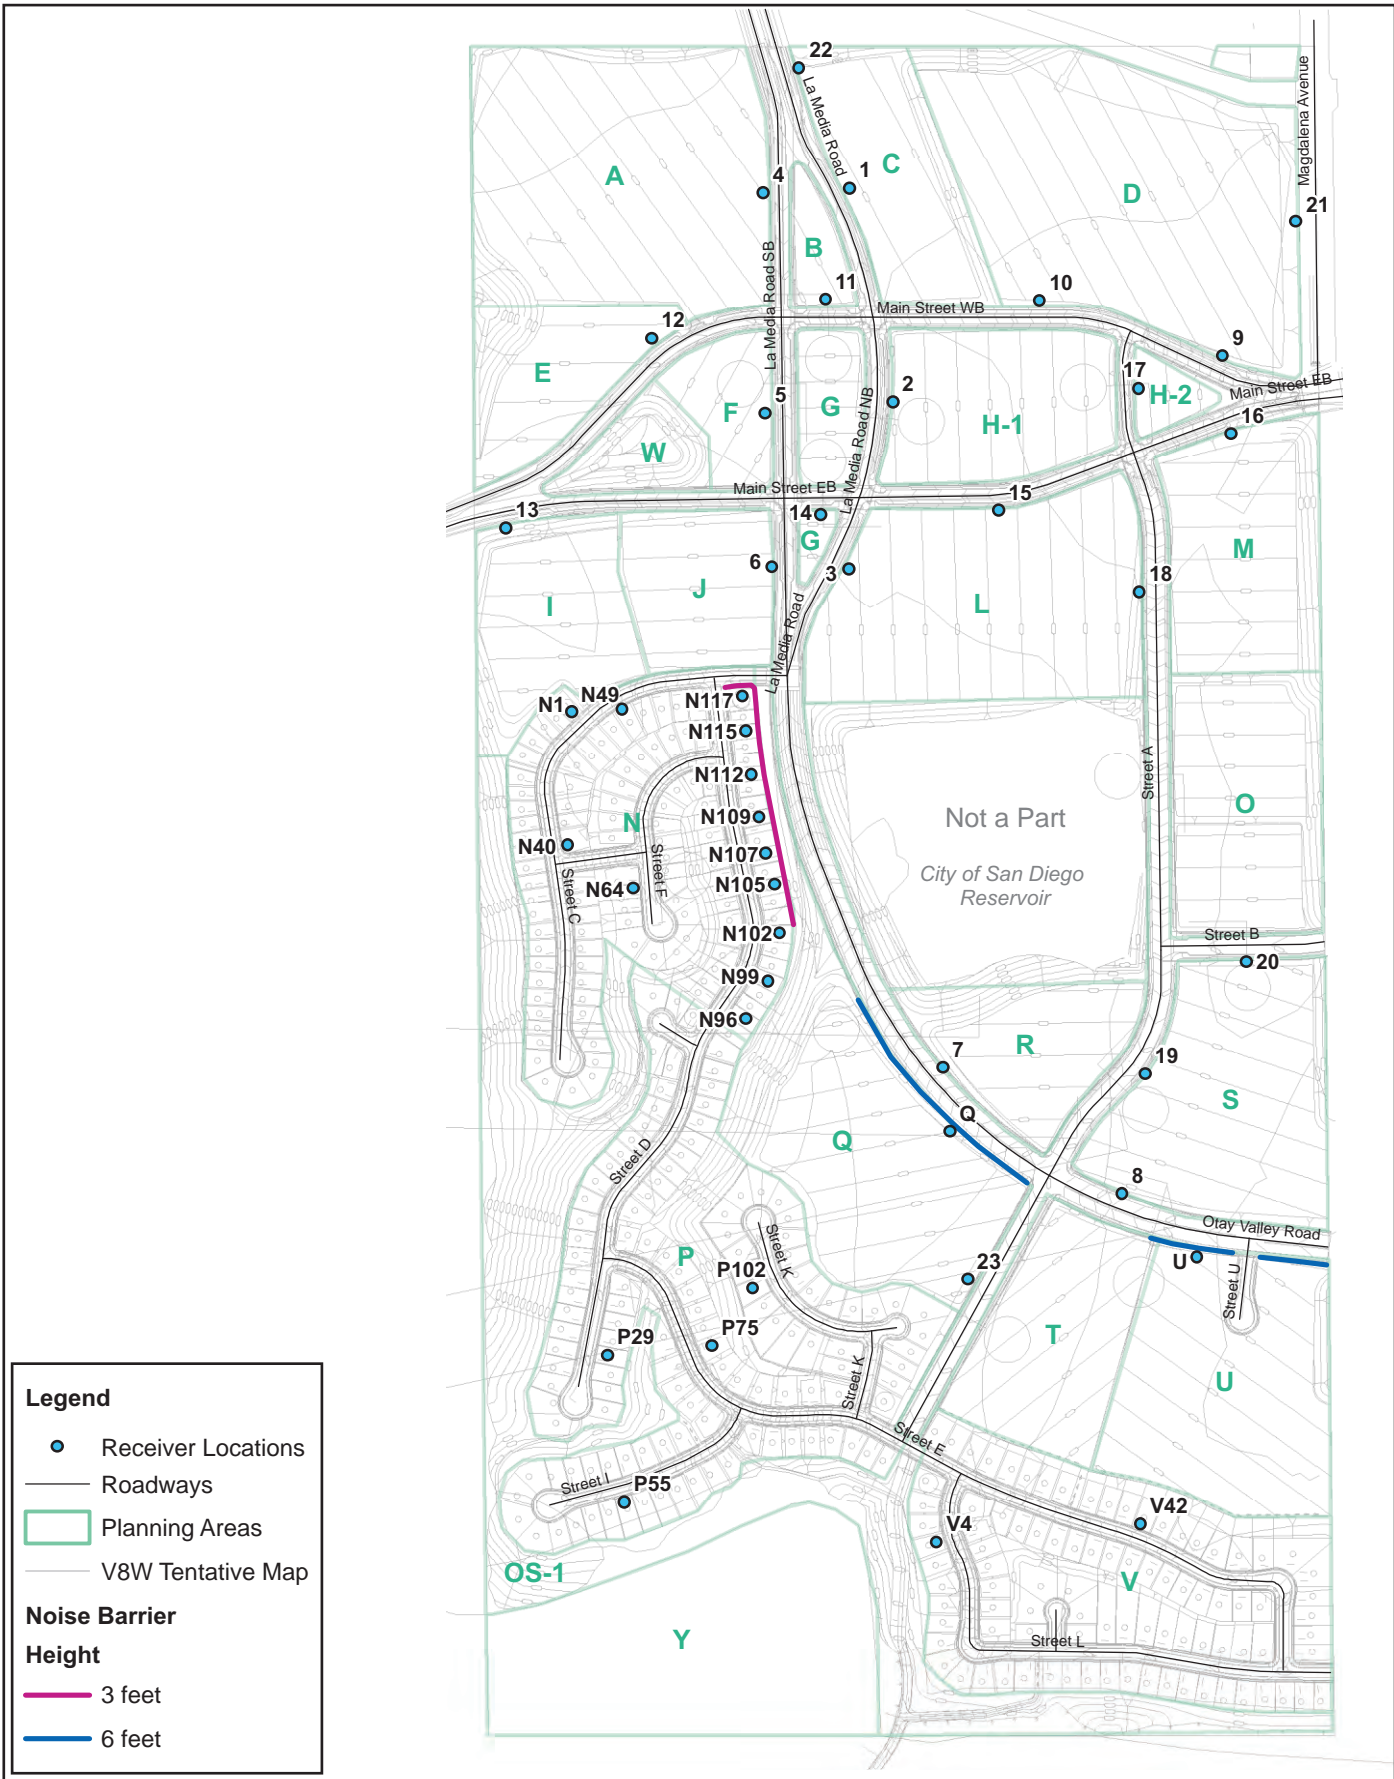 22
La Media Road
Magdalena Avenue
1
C
A
4
D
21
B
La Media Road SB
11
10
Main Street WB
12
9
E
17
Main Street EB
5
2
H-2
F
G
H-1
16
La Media Road NB
W
Main Street EB
15
13
14
G
M
6
3
18
J
I
L
La Media Road
N1
N49
N117
N115
Street A
N112
O
N109
Not a Part
N
N40
N107
City of San Diego
Reservoir
Street F
N64
N105
Street C
N102
Street B
20
N99
N96
R
7
19
S
Q
Q
Street D
8
Otay Valley Road
Street K
P
U
23
P102
Street U
T
P75
P29
Street K
U
Street E
Street I
P55
V42
V4
OS-1
V
Y
Street L
Legend
Receiver Locations
Roadways
Planning Areas
V8W Tentative Map
Noise Barrier
Height
3 feet
6 feet